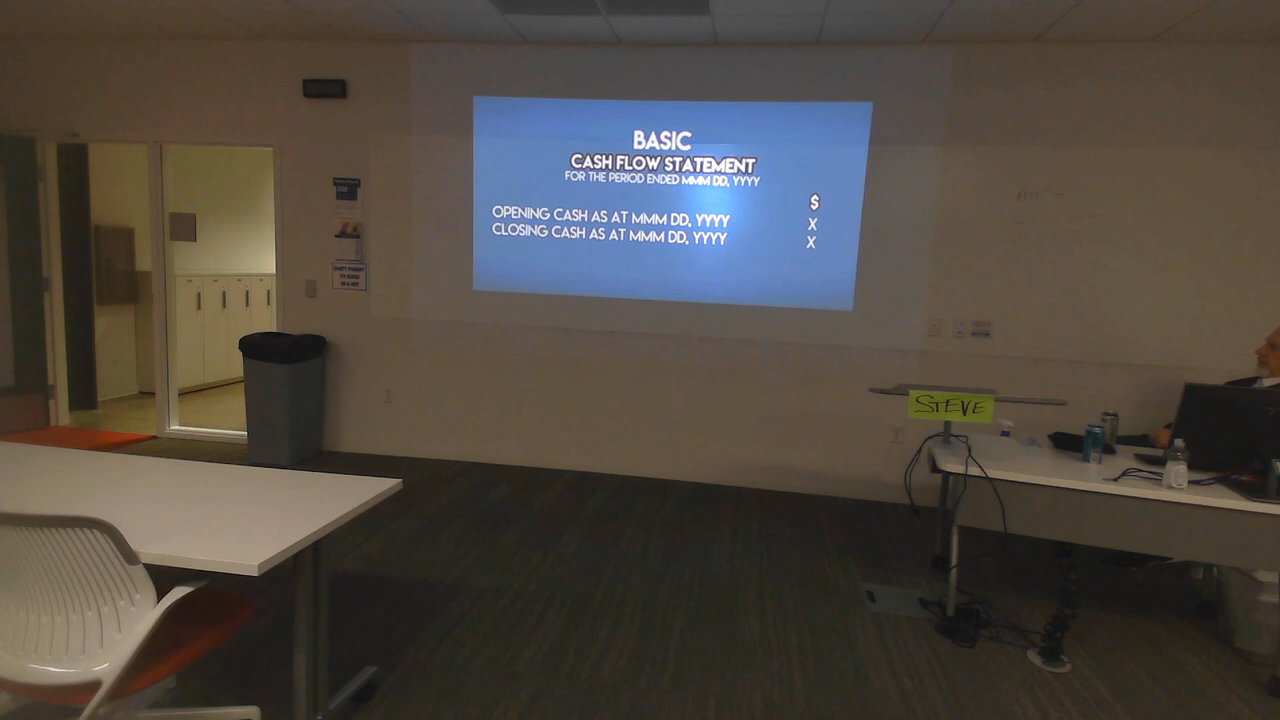 BASIC
CASH FLOW STATEMENT
FOR THE PERIOD ENDED MMM DD, YYYY
$
OPENING CASH AS AT MMM DD, YYYY X
CLOSING CASH AS AT MMM DD, YYYY X
STEVE